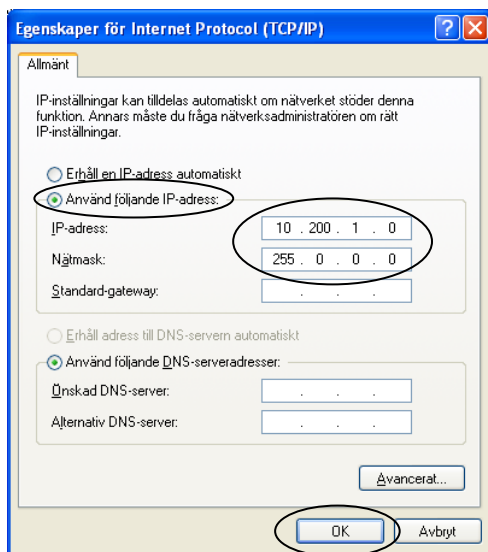 Egenskaper för Internet Protocol (TCP/IP)
Allmänt
IP-inställningar kan tilldelas automatiskt om nätverket stöder denna
funktion. Annars måste du fråga nätverksadministratören om rätt
IP-inställningar.
Erhåll en IP-adress automatiskt
Använd följande IP-adress:
IP-adress: 10 . 200 . 1 . 0
Nätmask: 255 . 0 . 0 . 0
Standard-gateway: . . .
Erhåll adress till DNS-servern automatiskt
Använd följande DNS-serveradresser:
Önskad DNS-server: . . .
Alternativ DNS-server: . . .
Avancerat...
OK Avbryt